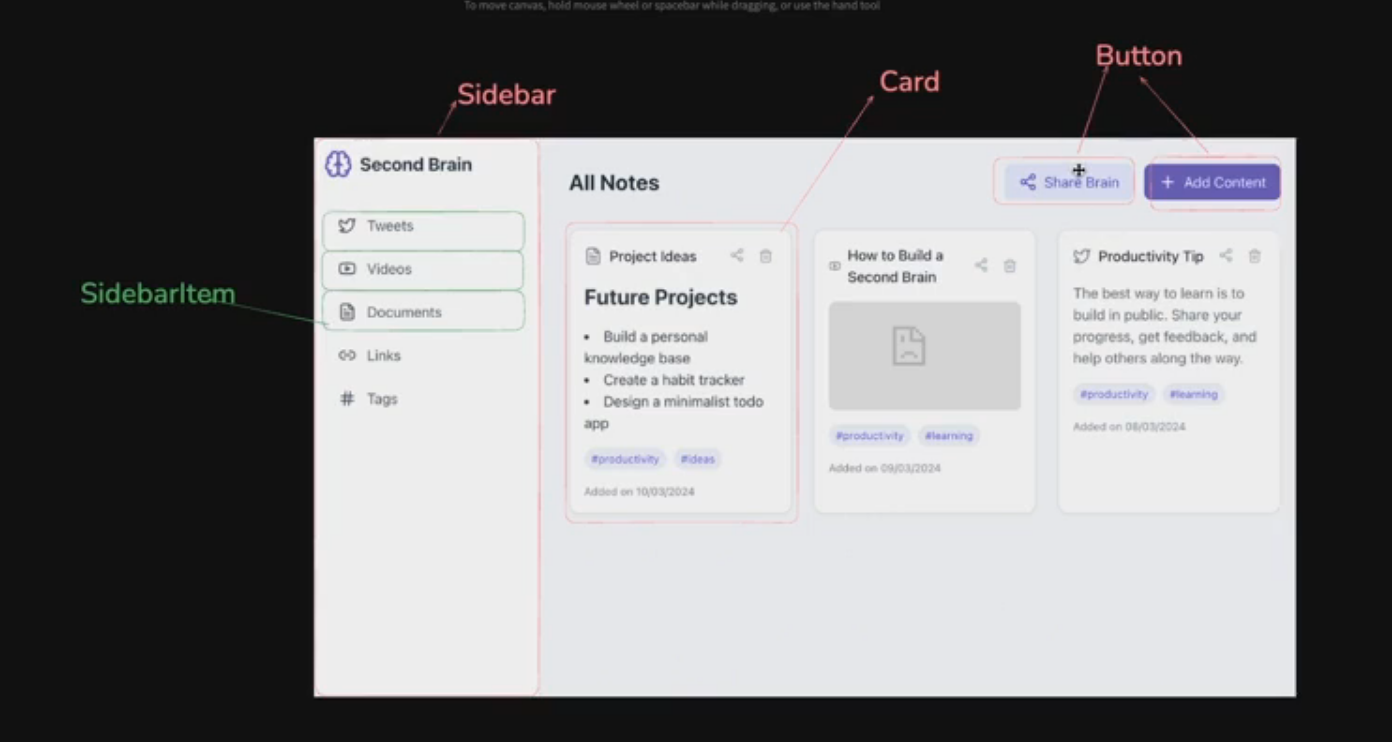 To move canvas, hold mouse wheel or spacebar while dragging, or use the hand tool
Button
Card
Sidebar
Second Brain
All Notes
Share Brain
Add Content
Tweets
Videos
Documents
Links
Tags
SidebarItem
Project Ideas
Future Projects
• Build a personal
knowledge base
• Create a habit tracker
• Design a minimalist todo
app
#productivity #ideas
Added on 10/03/2024
How to Build a
Second Brain
#productivity #learning
Added on 09/03/2024
Productivity Tip
The best way to learn is to
build in public. Share your
progress, get feedback, and
help others along the way.
#productivity #learning
Added on 08/03/2024